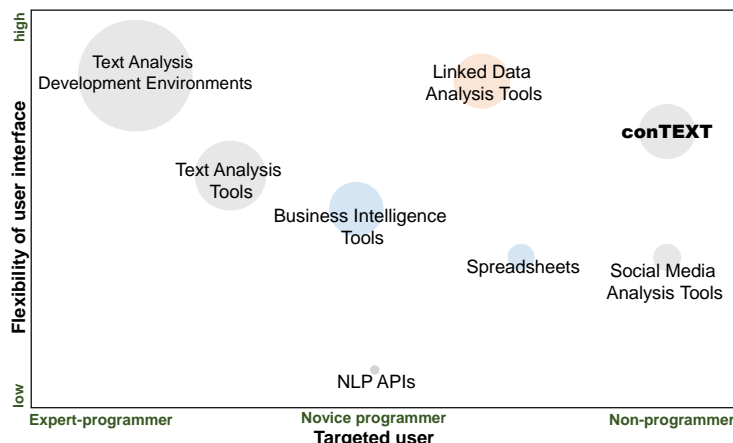 high
Text Analysis
Development Environments
Linked Data
Analysis Tools
conTEXT
Text Analysis
Tools
Business Intelligence
Tools
Spreadsheets
Social Media
Analysis Tools
NLP APIs
Flexibility of user interface
low
Expert-programmer
Novice programmer
Non-programmer
Targeted user